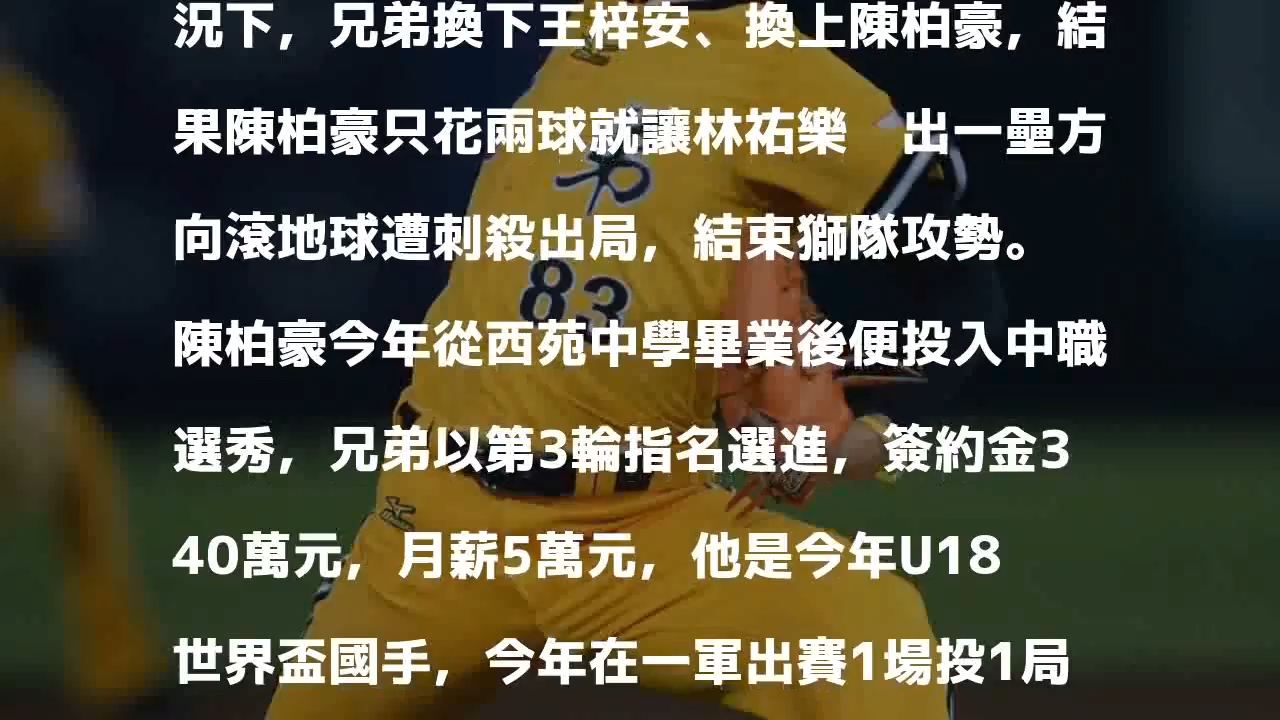 況下，兄弟換下王梓安、換上陳柏豪，結
果陳柏豪只花兩球就讓林祐樂　出一壘方
向滾地球遭刺殺出局，結束獅隊攻勢。
陳柏豪今年從西苑中學畢業後便投入中職
選秀，兄弟以第3輪指名選進，簽約金3
40萬元，月薪5萬元，他是今年U18
世界盃國手，今年在一軍出賽1場投1局
弟
83